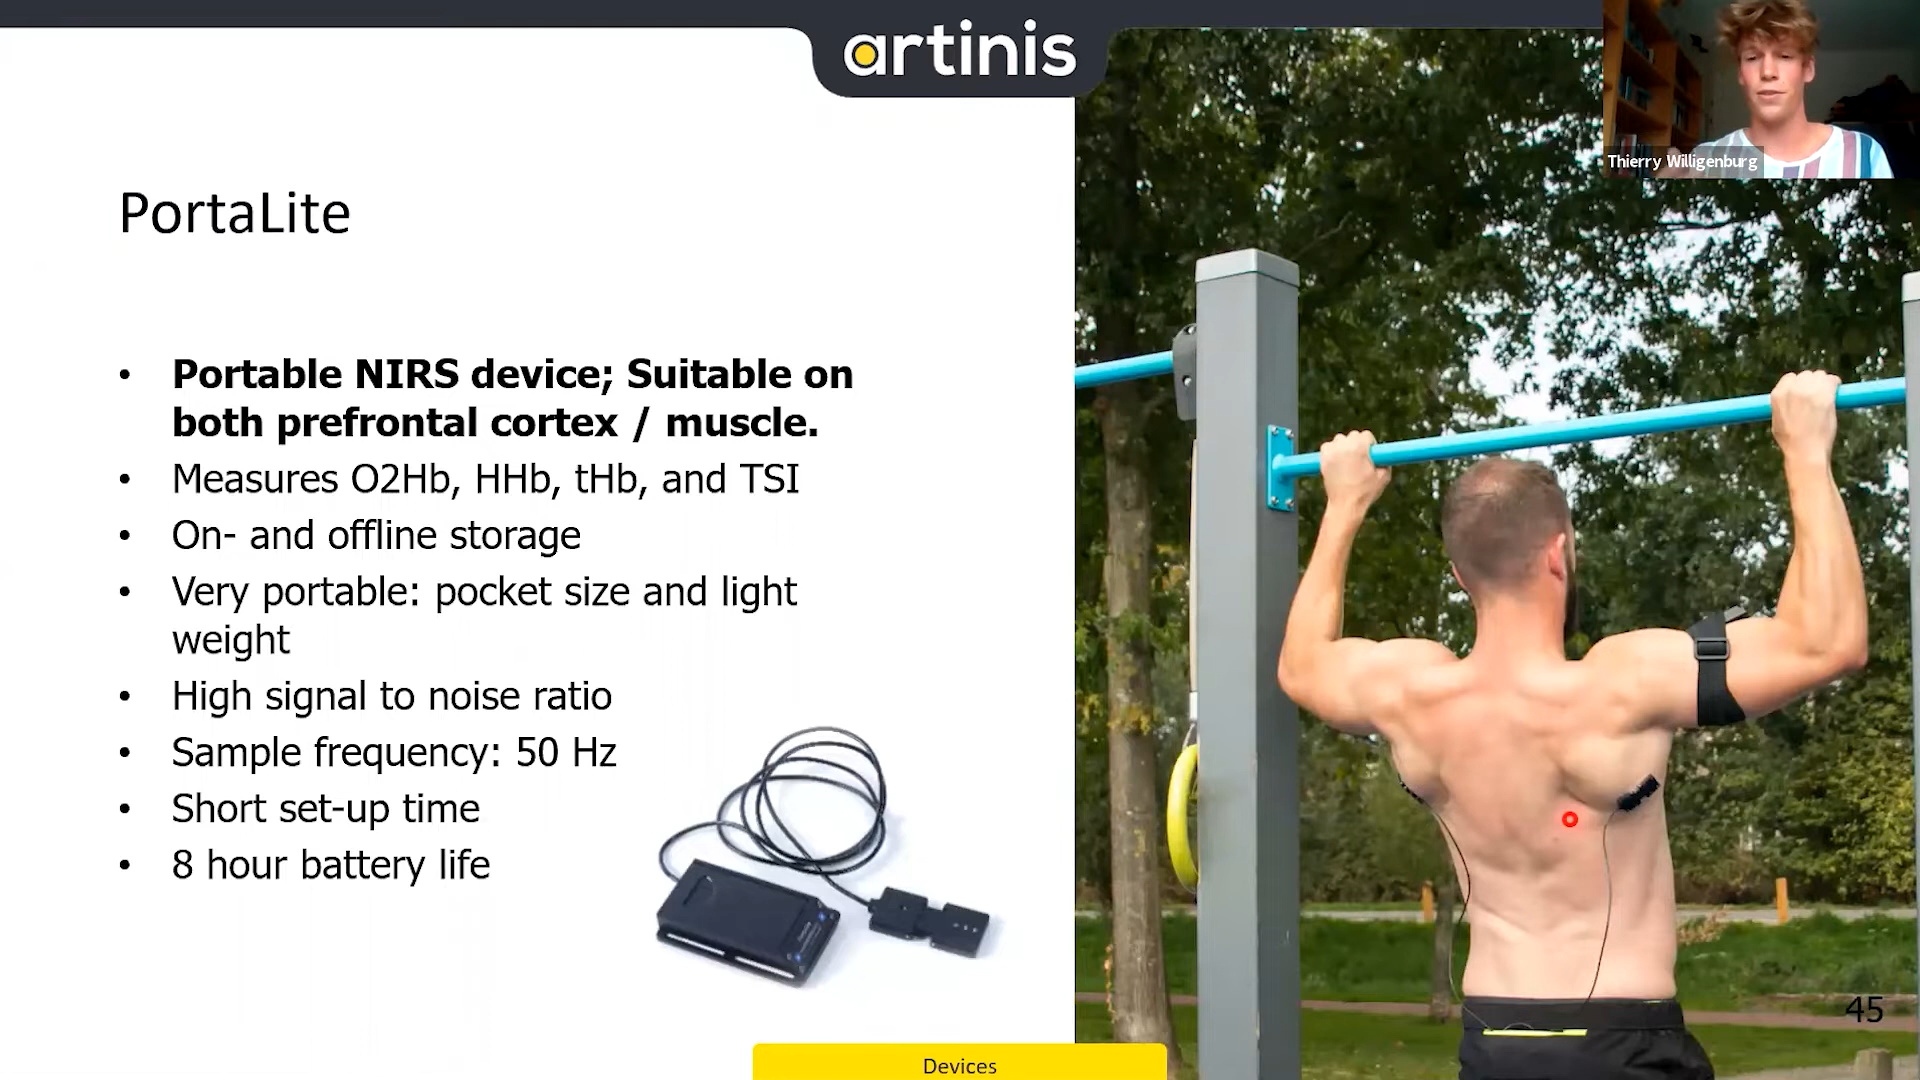 artinis
Thierry Willigenburg
PortaLite
• Portable NIRS device; Suitable on
both prefrontal cortex / muscle.
• Measures O2Hb, HHb, tHb, and TSI
• On- and offline storage
• Very portable: pocket size and light
weight
• High signal to noise ratio
• Sample frequency: 50 Hz
• Short set-up time
• 8 hour battery life
45
Devices